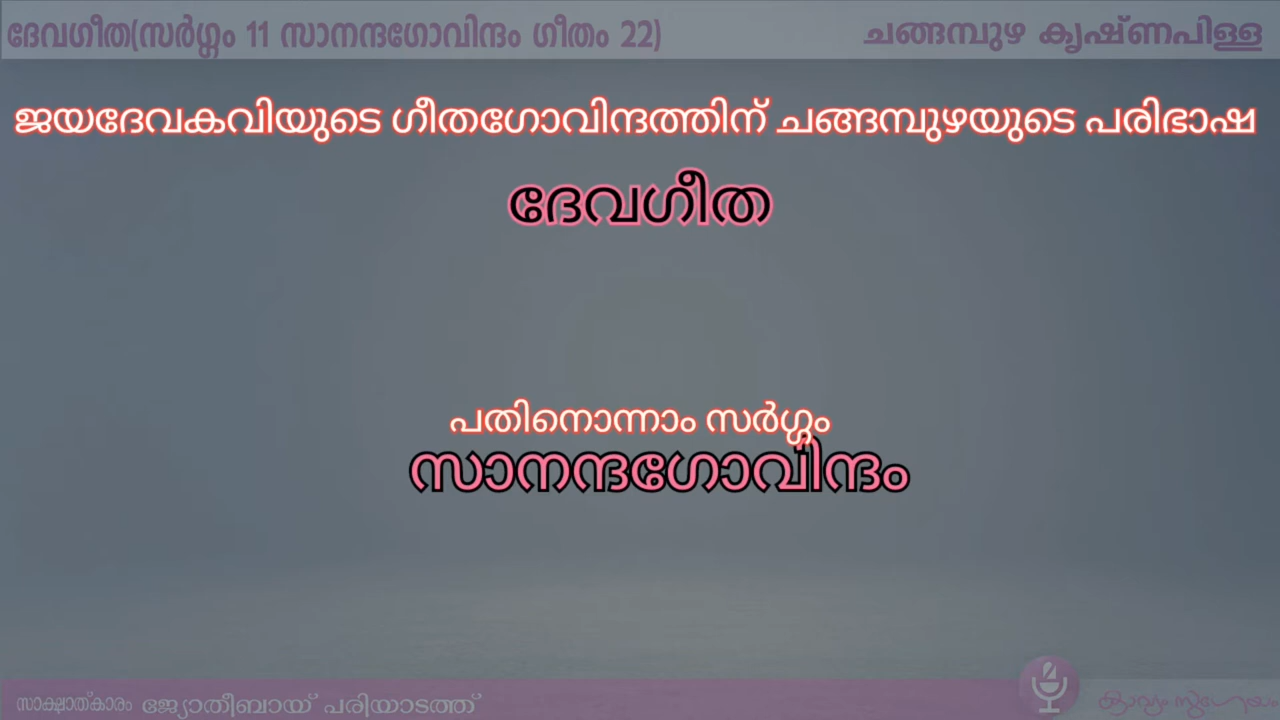 ദേവഗീത(സർഗ്ഗം 11 സാനന്ദഗോവിന്ദം ഗീതം 22) ചങ്ങമ്പുഴ കൃഷ്ണപിള്ള
ജയദേവകവിയുടെ ഗീതഗോവിന്ദത്തിന് ചങ്ങമ്പുഴയുടെ പരിഭാഷ
ദേവഗീത
പതിനൊന്നാം സർഗ്ഗം
സാനന്ദഗോവിന്ദം
സാക്ഷാത്കാരം ജ്യോതീബായ് പരിയാടത്ത് കാവ്യം സുഗേയം